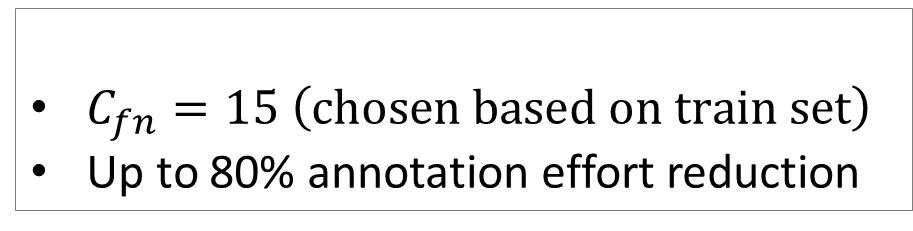 • C_fn = 15 (chosen based on train set)
• Up to 80% annotation effort reduction